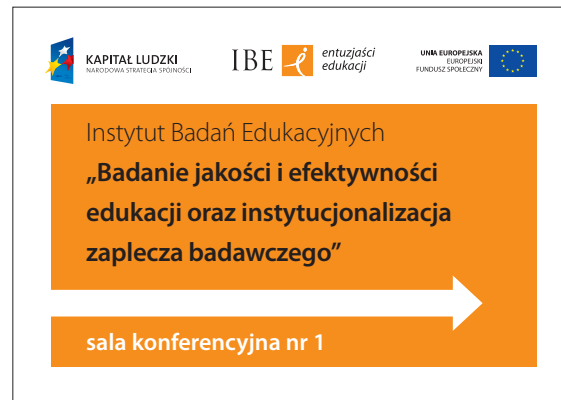 KAPITAŁ LUDZKI
NARODOWA STRATEGIA SPÓJNOŚCI
IBE
entuzjaści
edukacji
UNIA EUROPEJSKA
EUROPEJSKI
FUNDUSZ SPOŁECZNY
Instytut Badań Edukacyjnych
„Badanie jakości i efektywności
edukacji oraz instytucjonalizacja
zaplecza badawczego”
sala konferencyjna nr 1